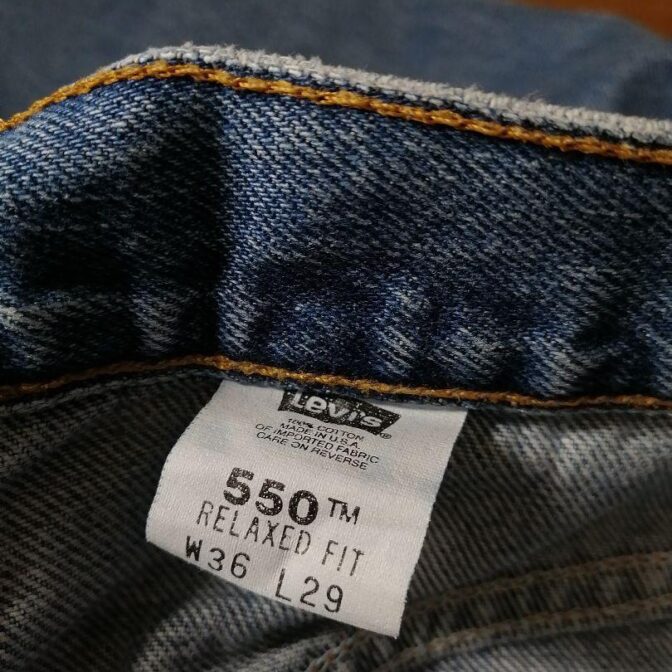 Levi's®
100% COTTON
MADE IN U.S.A.
OF IMPORTED FABRIC
CARE ON REVERSE
550™
RELAXED FIT
W36 L29